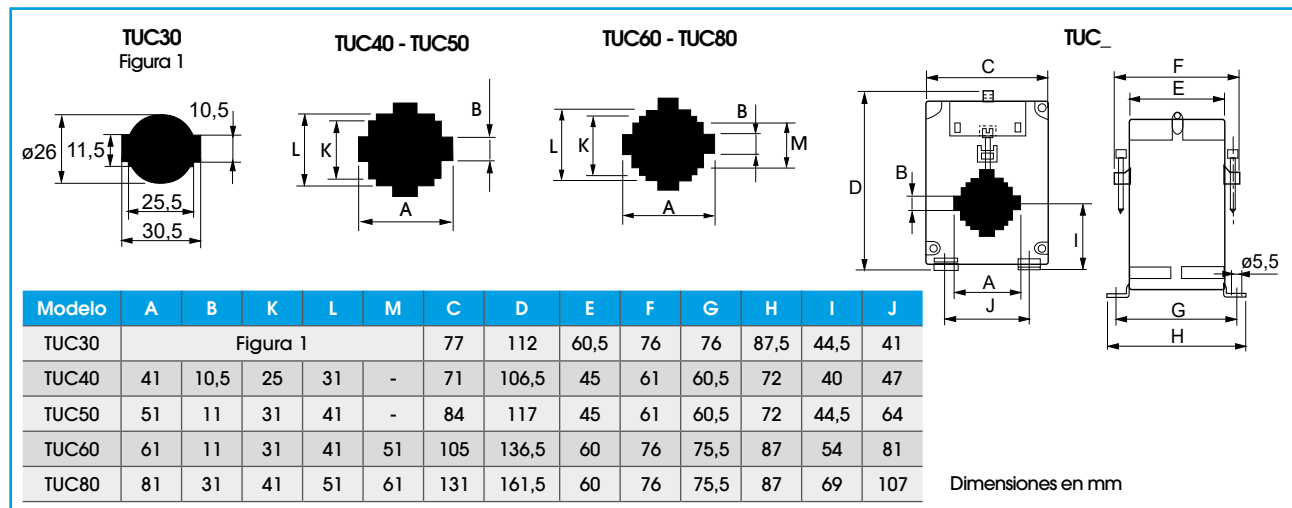 TUC30
Figura 1
10,5
ø26
11,5
25,5
30,5
TUC40 - TUC50
B
L
K
A
TUC60 - TUC80
B
L
K
M
A
TUC_
C
D
B
I
A
J
F
E
ø5,5
G
H
Modelo A B K L M C D E F G H I J
TUC30 Figura 1 77 112 60,5 76 76 87,5 44,5 41
TUC40 41 10,5 25 31 - 71 106,5 45 61 60,5 72 40 47
TUC50 51 11 31 41 - 84 117 45 61 60,5 72 44,5 64
TUC60 61 11 31 41 51 105 136,5 60 76 75,5 87 54 81
TUC80 81 31 41 51 61 131 161,5 60 76 75,5 87 69 107
Dimensiones en mm